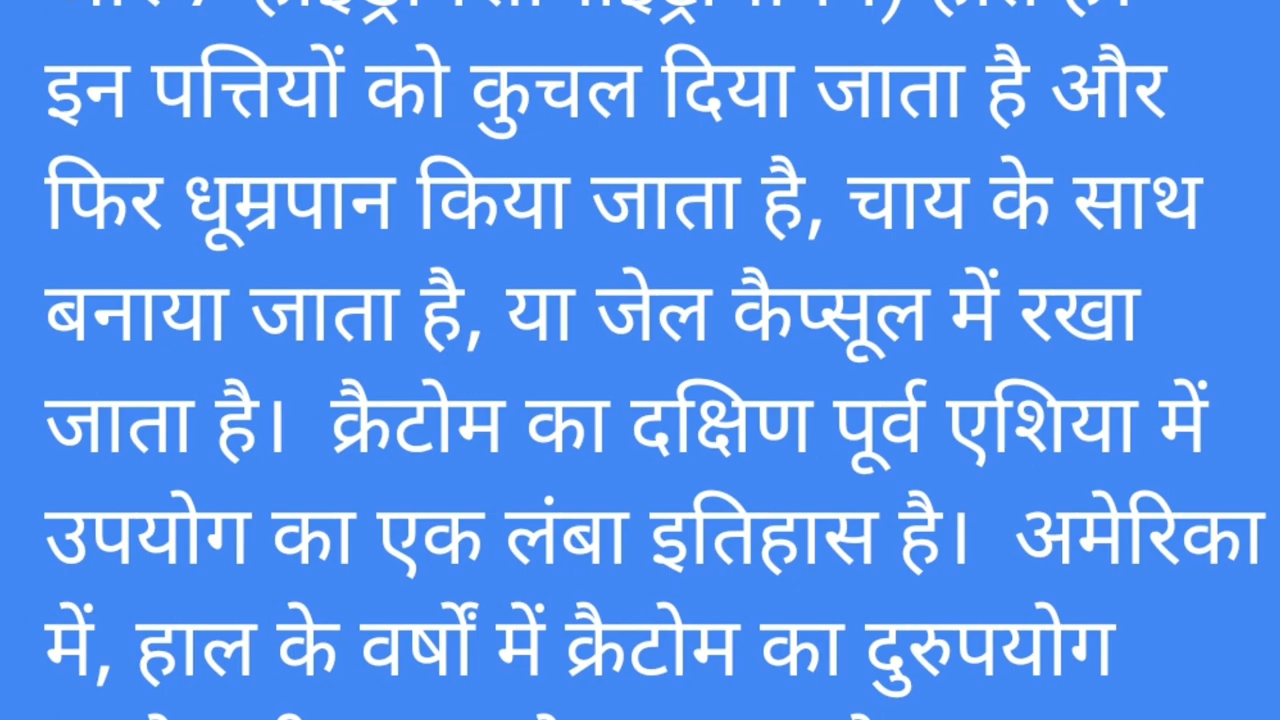 इन पत्तियों को कुचल दिया जाता है और
फिर धूम्रपान किया जाता है, चाय के साथ
बनाया जाता है, या जेल कैप्सूल में रखा
जाता है।  क्रैटोम का दक्षिण पूर्व एशिया में
उपयोग का एक लंबा इतिहास है।  अमेरिका
में, हाल के वर्षों में क्रैटोम का दुरुपयोग